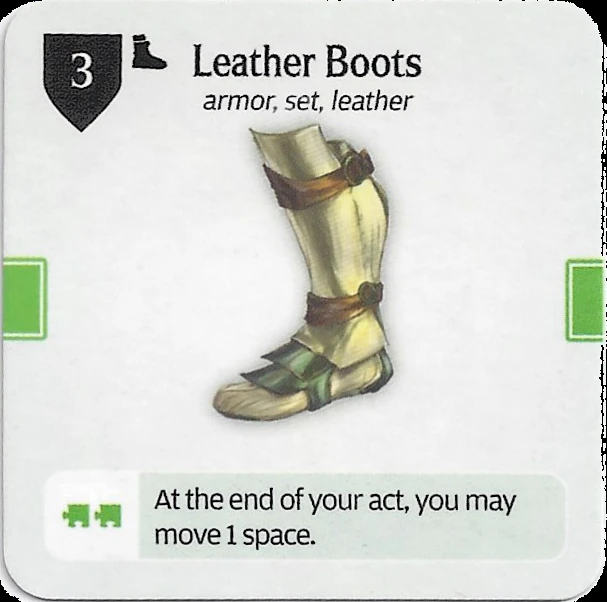 3
Leather Boots
armor, set, leather
At the end of your act, you may
move 1 space.